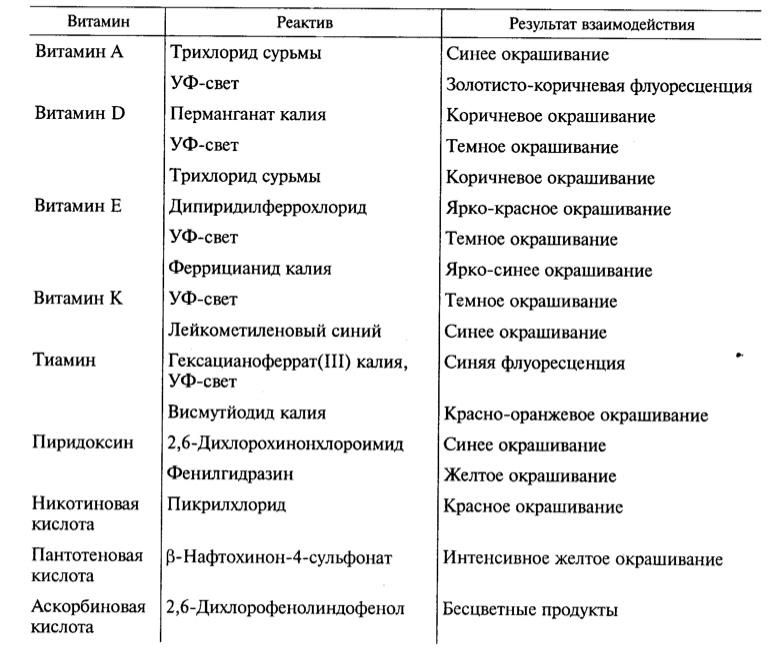 Витамин Реактив Результат взаимодействия
Витамин А Трихлорид сурьмы Синее окрашивание
УФ-свет Золотисто-коричневая флуоресценция
Витамин D Перманганат калия Коричневое окрашивание
УФ-свет Темное окрашивание
Трихлорид сурьмы Коричневое окрашивание
Витамин Е Дипиридилферрохлорид Ярко-красное окрашивание
УФ-свет Темное окрашивание
Феррицианид калия Ярко-синее окрашивание
Витамин К УФ-свет Темное окрашивание
Лейкометиленовый синий Синее окрашивание
Тиамин Гексацианоферрат(III) калия, Синяя флуоресценция
УФ-свет
Висмутйодид калия Красно-оранжевое окрашивание
Пиридоксин 2,6-Дихлорохинонхлороимид Синее окрашивание
Фенилгидразин Желтое окрашивание
Никотиновая Пикрилхлорид Красное окрашивание
кислота
Пантотеновая β-Нафтохинон-4-сульфонат Интенсивное желтое окрашивание
кислота
Аскорбиновая 2,6-Дихлорофенолиндофенол Бесцветные продукты
кислота